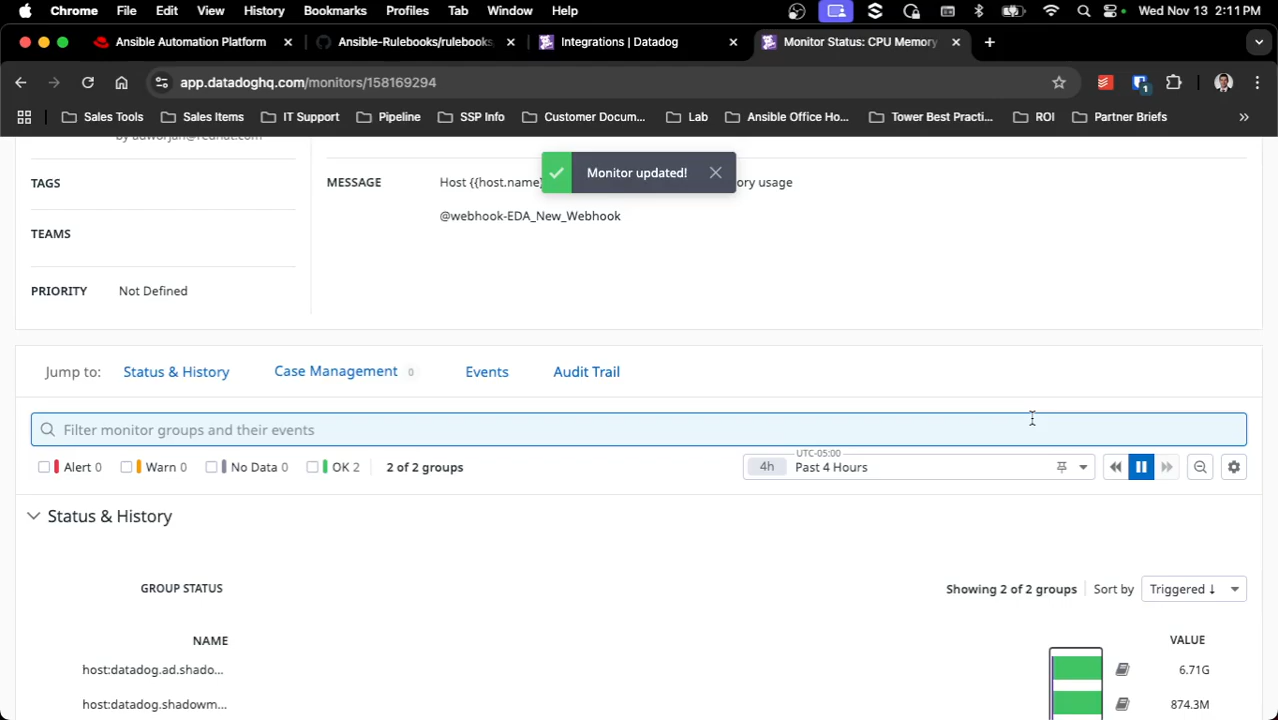 Chrome File Edit View History Bookmarks Profiles Tab Window Help Wed Nov 13 2:11 PM
Ansible Automation Platform Ansible-Rulebooks/rulebooks Integrations | Datadog Monitor Status: CPU Memory
app.datadoghq.com/monitors/158169294
Sales Tools Sales Items IT Support Pipeline SSP Info Customer Docum... Lab Ansible Office Ho... Tower Best Practi... ROI Partner Briefs
TAGS
TEAMS
PRIORITY Not Defined
MESSAGE Host {{host.name} ory usage
@webhook-EDA_New_Webhook
Monitor updated!
Jump to: Status & History Case Management 0 Events Audit Trail
Filter monitor groups and their events
Alert 0 Warn 0 No Data 0 OK 2 2 of 2 groups
UTC-05:00
4h Past 4 Hours
Status & History
GROUP STATUS Showing 2 of 2 groups Sort by Triggered ↓
NAME VALUE
host:datadog.ad.shado... 6.71G
host:datadog.shadowm... 874.3M